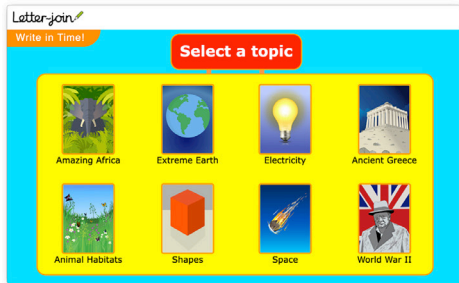 Letter-join
Write in Time!
Select a topic
Amazing Africa
Extreme Earth
Electricity
Ancient Greece
Animal Habitats
Shapes
Space
World War II